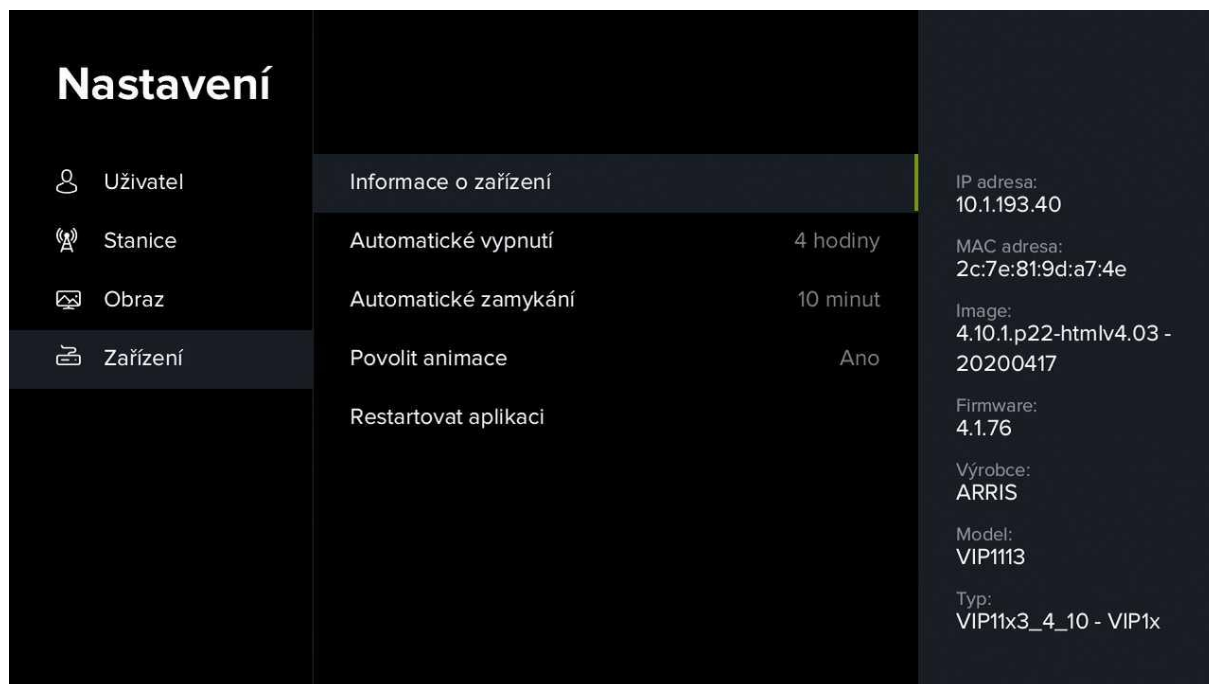 Nastavení
Uživatel
Stanice
Obraz
Zařízení
Informace o zařízení
Automatické vypnutí 4 hodiny
Automatické zamykání 10 minut
Povolit animace Ano
Restartovat aplikaci
IP adresa:
10.1.193.40
MAC adresa:
2c:7e:81:9d:a7:4e
Image:
4.10.1.p22-htmlv4.03 -
20200417
Firmware:
4.1.76
Výrobce:
ARRIS
Model:
VIP1113
Typ:
VIP11x3_4_10 - VIP1x